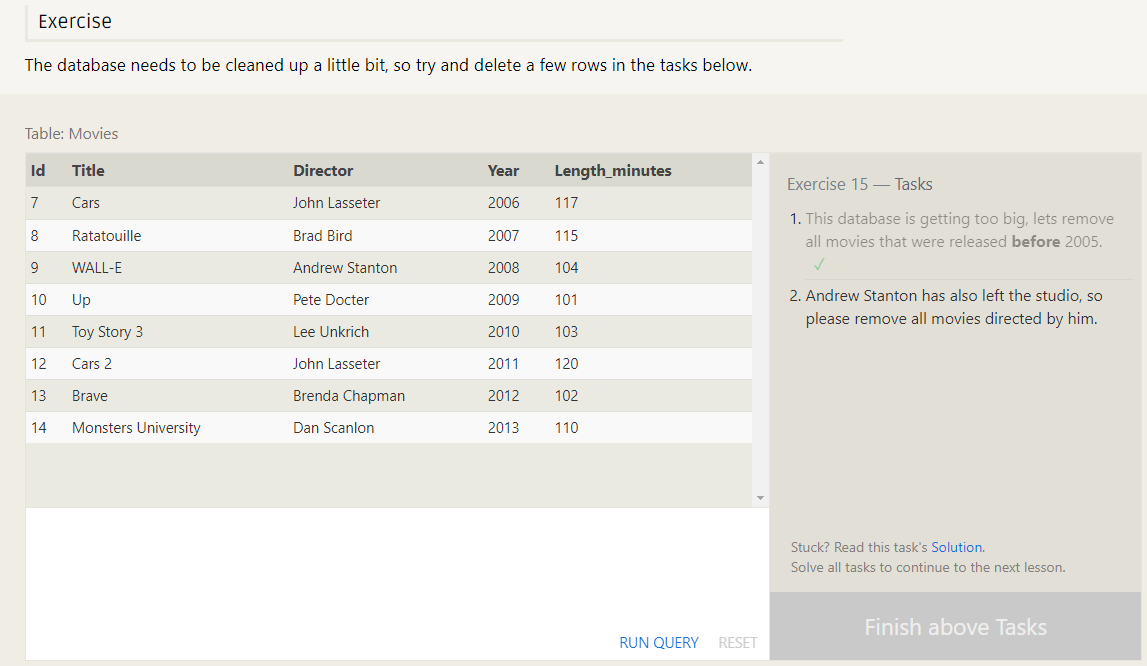 Exercise
The database needs to be cleaned up a little bit, so try and delete a few rows in the tasks below.
Table: Movies
Id Title Director Year Length_minutes
7 Cars John Lasseter 2006 117
8 Ratatouille Brad Bird 2007 115
9 WALL-E Andrew Stanton 2008 104
10 Up Pete Docter 2009 101
11 Toy Story 3 Lee Unkrich 2010 103
12 Cars 2 John Lasseter 2011 120
13 Brave Brenda Chapman 2012 102
14 Monsters University Dan Scanlon 2013 110
RUN QUERY RESET
Exercise 15 — Tasks
1. This database is getting too big, lets remove
all movies that were released before 2005.
✓
2. Andrew Stanton has also left the studio, so
please remove all movies directed by him.
Stuck? Read this task's Solution.
Solve all tasks to continue to the next lesson.
Finish above Tasks